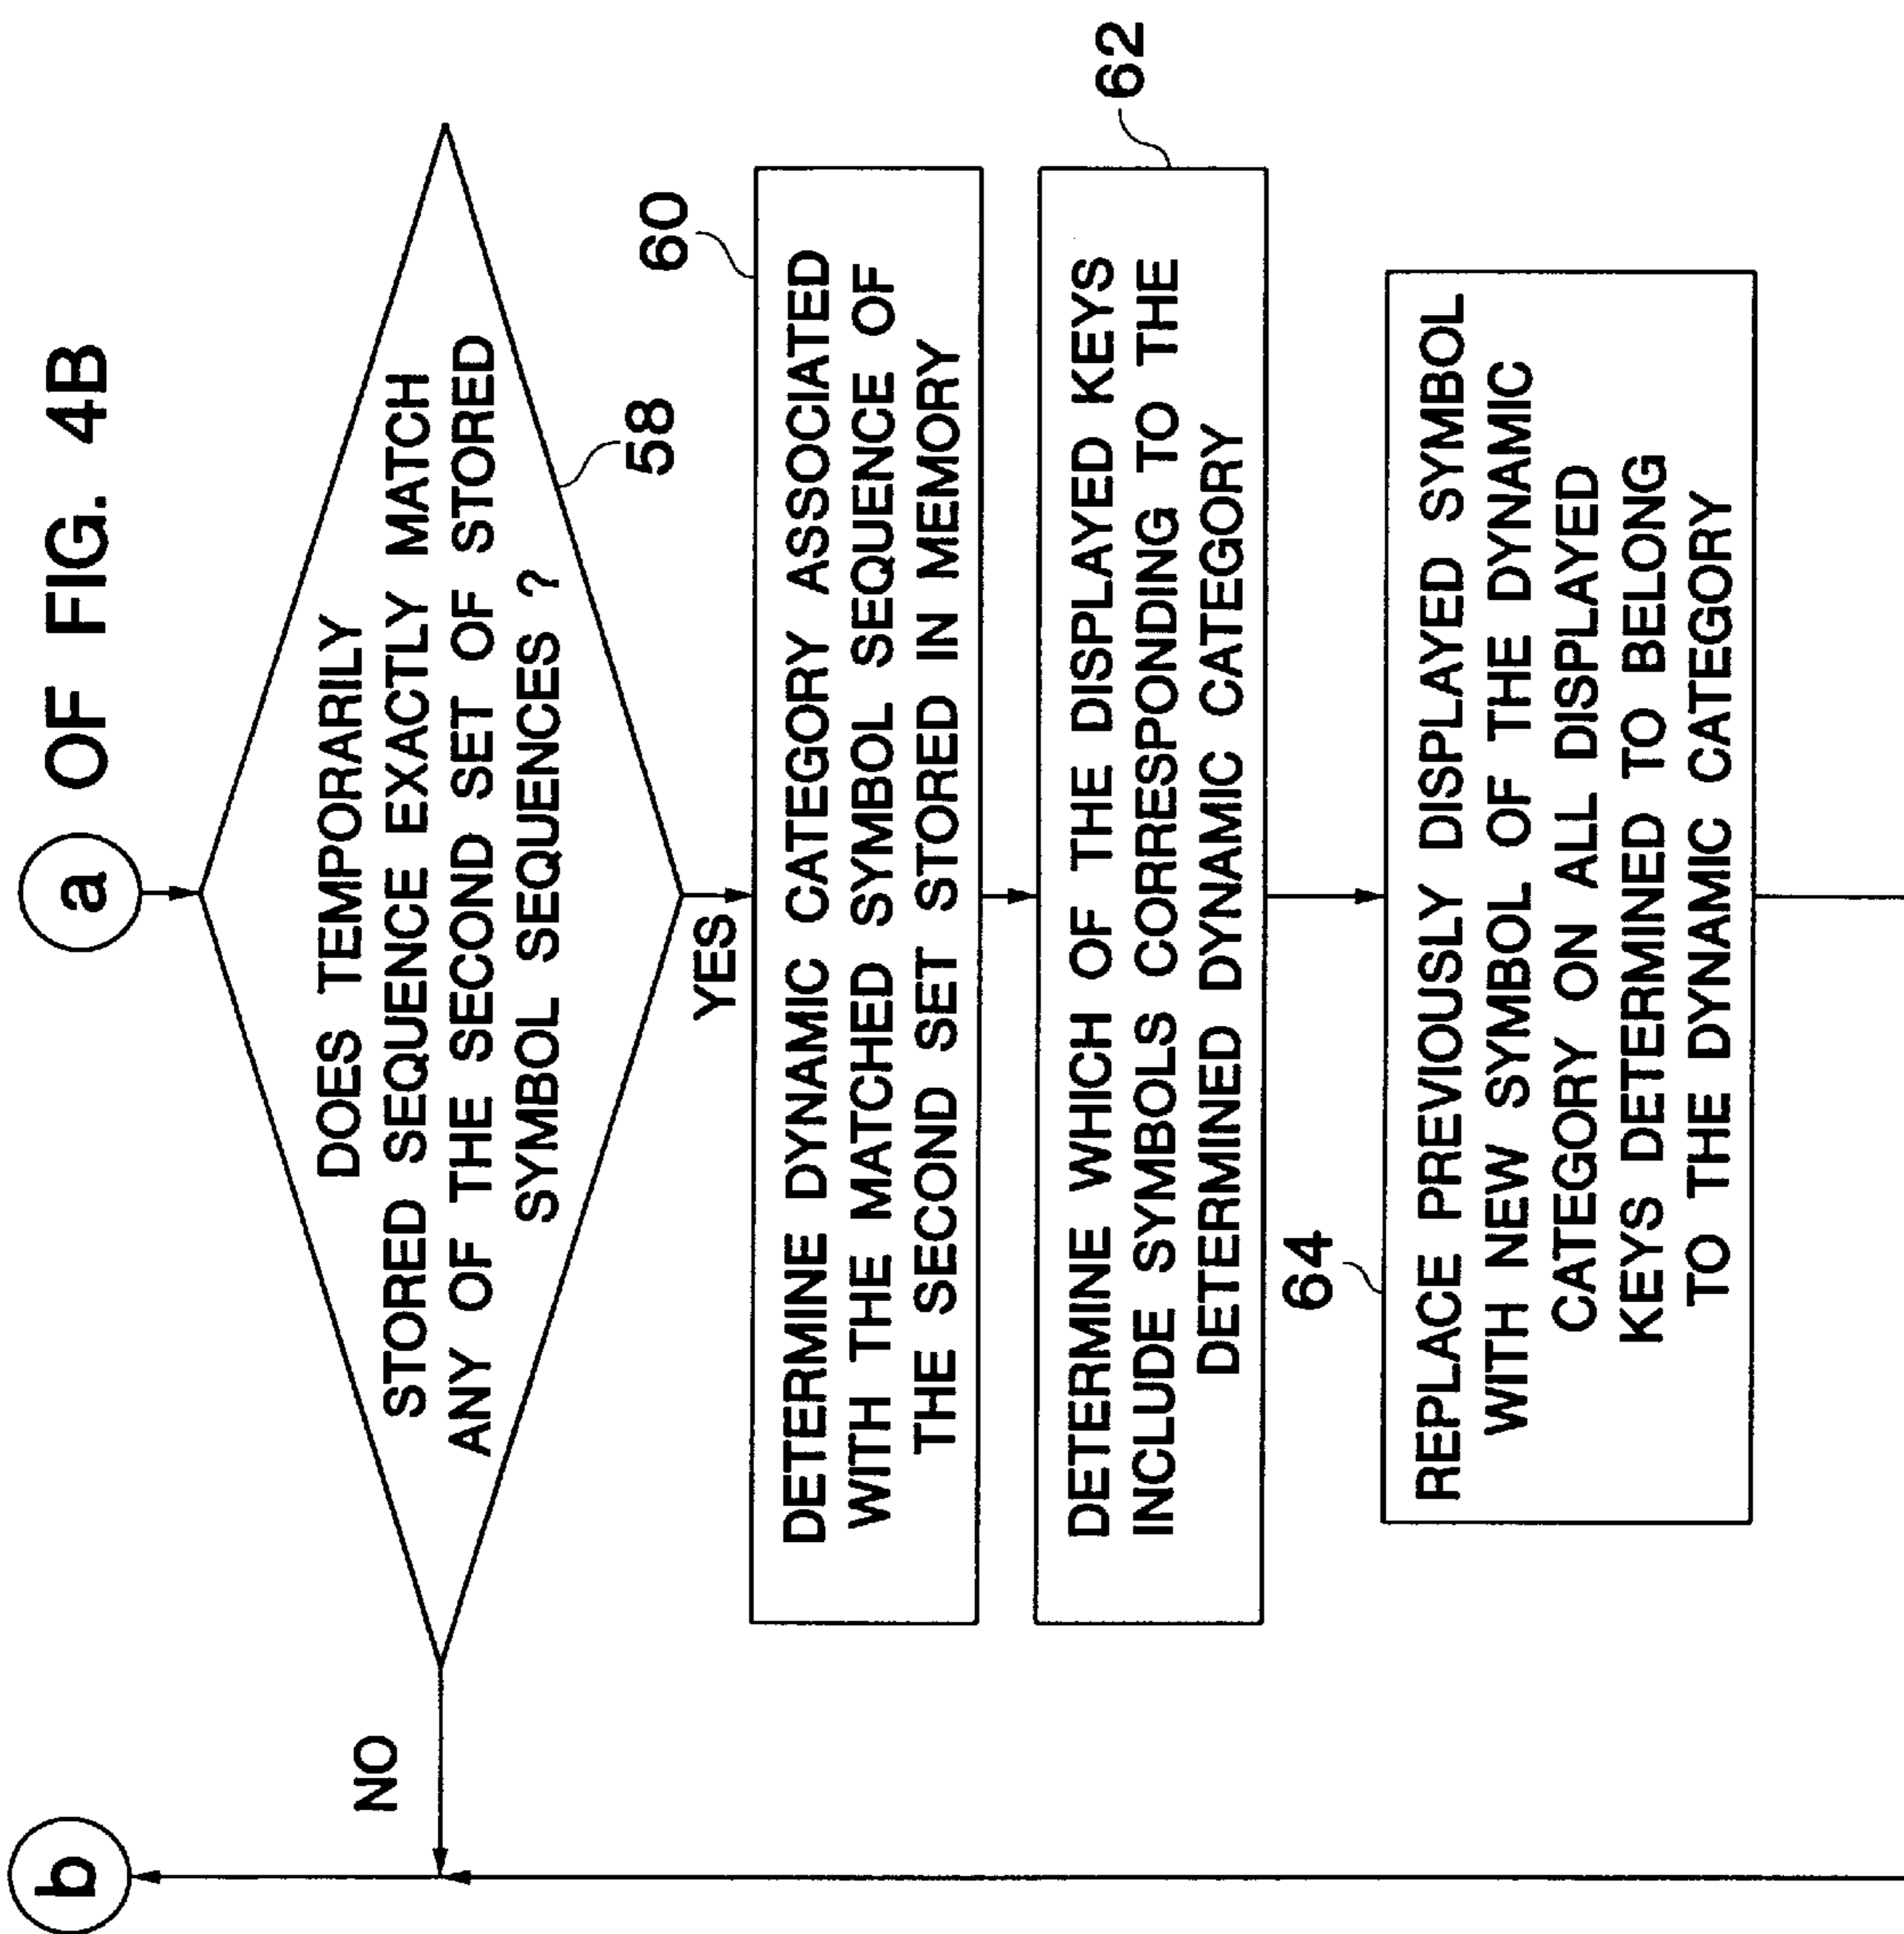 a OF FIG. 4B
b
DOES TEMPORARILY
STORED SEQUENCE EXACTLY MATCH
ANY OF THE SECOND SET OF STORED
SYMBOL SEQUENCES ?
58
NO
YES
60
DETERMINE DYNAMIC CATEGORY ASSOCIATED
WITH THE MATCHED SYMBOL SEQUENCE OF
THE SECOND SET STORED IN MEMORY
62
DETERMINE WHICH OF THE DISPLAYED KEYS
INCLUDE SYMBOLS CORRESPONDING TO THE
DETERMINED DYNAMIC CATEGORY
64
REPLACE PREVIOUSLY DISPLAYED SYMBOL
WITH NEW SYMBOL OF THE DYNAMIC
CATEGORY ON ALL DISPLAYED
KEYS DETERMINED TO BELONG
TO THE DYNAMIC CATEGORY